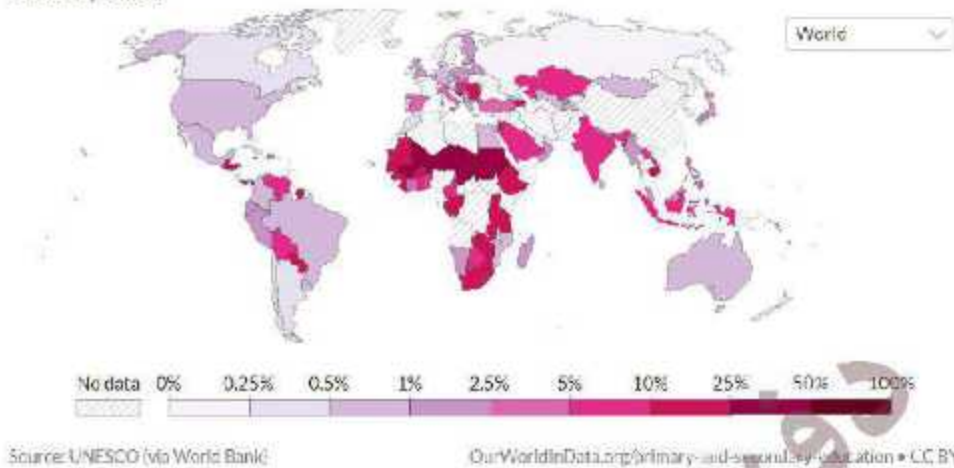 World
No data 0% 0.25% 0.5% 1% 2.5% 5% 10% 25% 50% 100%
Source: UNESCO (via World Bank)
OurWorldInData.org/primary-and-secondary-education • CC BY